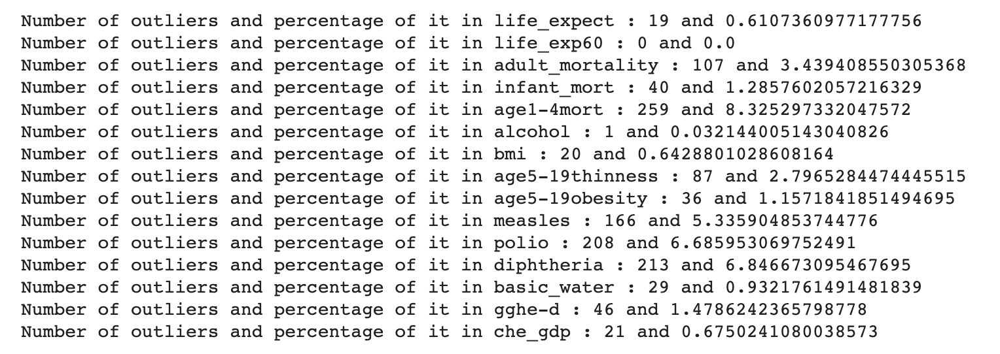 Number of outliers and percentage of it in life_expect : 19 and 0.6107360977177756
Number of outliers and percentage of it in life_exp60 : 0 and 0.0
Number of outliers and percentage of it in adult_mortality : 107 and 3.439408550305368
Number of outliers and percentage of it in infant_mort : 40 and 1.2857602057216329
Number of outliers and percentage of it in age1-4mort : 259 and 8.325297332047572
Number of outliers and percentage of it in alcohol : 1 and 0.032144005143040826
Number of outliers and percentage of it in bmi : 20 and 0.6428801028608164
Number of outliers and percentage of it in age5-19thinness : 87 and 2.7965284474445515
Number of outliers and percentage of it in age5-19obesity : 36 and 1.1571841851494695
Number of outliers and percentage of it in measles : 166 and 5.335904853744776
Number of outliers and percentage of it in polio : 208 and 6.685953069752491
Number of outliers and percentage of it in diphtheria : 213 and 6.846673095467695
Number of outliers and percentage of it in basic_water : 29 and 0.9321761491481839
Number of outliers and percentage of it in gghe-d : 46 and 1.4786242365798778
Number of outliers and percentage of it in che_gdp : 21 and 0.6750241080038573